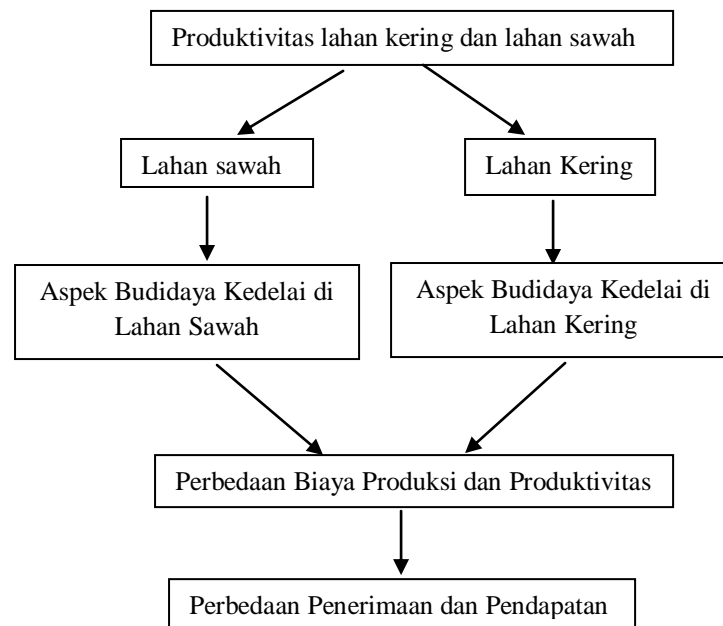 Produktivitas lahan kering dan lahan sawah
Lahan sawah
Lahan Kering
Aspek Budidaya Kedelai di
Lahan Sawah
Aspek Budidaya Kedelai di
Lahan Kering
Perbedaan Biaya Produksi dan Produktivitas
Perbedaan Penerimaan dan Pendapatan